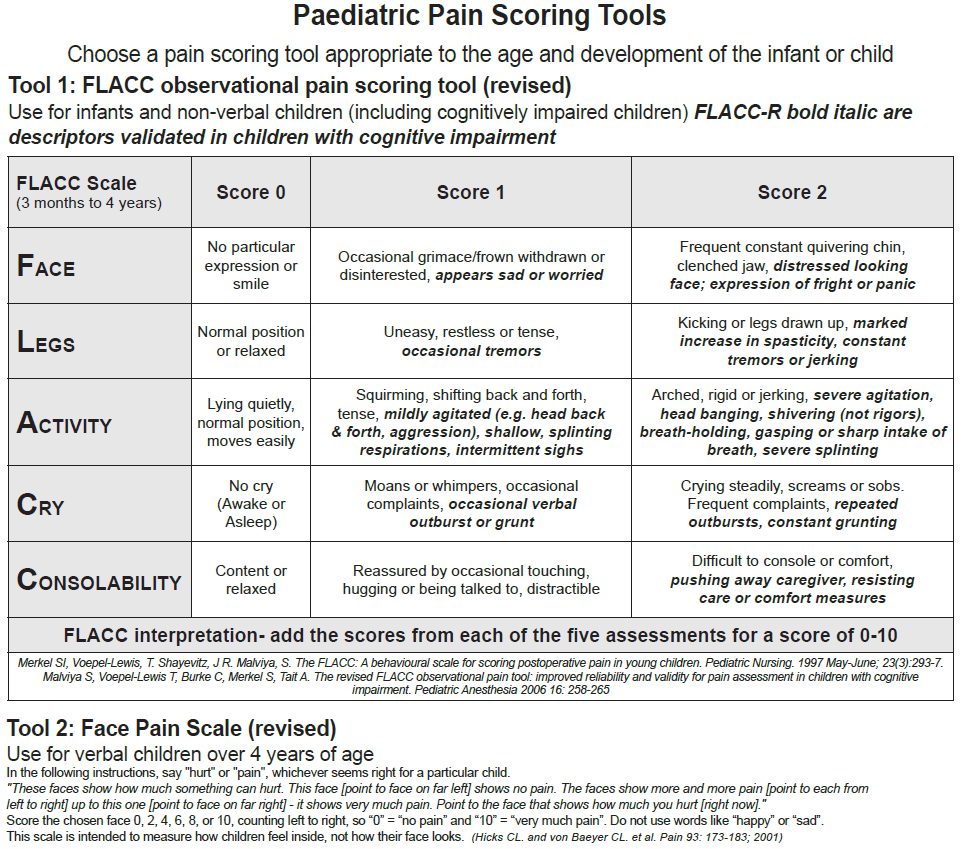 Paediatric Pain Scoring Tools
Choose a pain scoring tool appropriate to the age and development of the infant or child
Tool 1: FLACC observational pain scoring tool (revised)
Use for infants and non-verbal children (including cognitively impaired children) FLACC-R bold italic are
descriptors validated in children with cognitive impairment
FLACC Scale
(3 months to 4 years)
Score 0
Score 1
Score 2
FACE
No particular
expression or
smile
Occasional grimace/frown withdrawn or
disinterested, appears sad or worried
Frequent constant quivering chin,
clenched jaw, distressed looking
face; expression of fright or panic
LEGS
Normal position
or relaxed
Uneasy, restless or tense,
occasional tremors
Kicking or legs drawn up, marked
increase in spasticity, constant
tremors or jerking
ACTIVITY
Lying quietly,
normal position,
moves easily
Squirming, shifting back and forth,
tense, mildly agitated (e.g. head back
& forth, aggression), shallow, splinting
respirations, intermittent sighs
Arched, rigid or jerking, severe agitation,
head banging, shivering (not rigors),
breath-holding, gasping or sharp intake of
breath, severe splinting
CRY
No cry
(Awake or
Asleep)
Moans or whimpers, occasional
complaints, occasional verbal
outburst or grunt
Crying steadily, screams or sobs.
Frequent complaints, repeated
outbursts, constant grunting
CONSOLABILITY
Content or
relaxed
Reassured by occasional touching,
hugging or being talked to, distractible
Difficult to console or comfort,
pushing away caregiver, resisting
care or comfort measures
FLACC interpretation- add the scores from each of the five assessments for a score of 0-10
Merkel SI, Voepel-Lewis, T. Shayevitz, J R. Malviya, S. The FLACC: A behavioural scale for scoring postoperative pain in young children. Pediatric Nursing. 1997 May-June; 23(3):293-7.
Malviya S, Voepel-Lewis T, Burke C, Merkel S, Tait A. The revised FLACC observational pain tool: improved reliability and validity for pain assessment in children with cognitive
impairment. Pediatric Anesthesia 2006 16: 258-265
Tool 2: Face Pain Scale (revised)
Use for verbal children over 4 years of age
In the following instructions, say "hurt" or "pain", whichever seems right for a particular child.
"These faces show how much something can hurt. This face [point to face on far left] shows no pain. The faces show more and more pain [point to each from
left to right] up to this one [point to face on far right] - it shows very much pain. Point to the face that shows how much you hurt [right now]."
Score the chosen face 0, 2, 4, 6, 8, or 10, counting left to right, so “0” = “no pain” and “10” = “very much pain”. Do not use words like “happy” or “sad”.
This scale is intended to measure how children feel inside, not how their face looks. (Hicks CL. and von Baeyer CL. et al. Pain 93: 173-183; 2001)